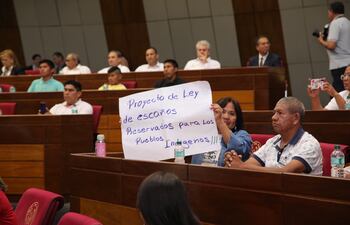 Proyecto de Ley
de escaños
Reservados para los
Pueblos
Indígenas!!!